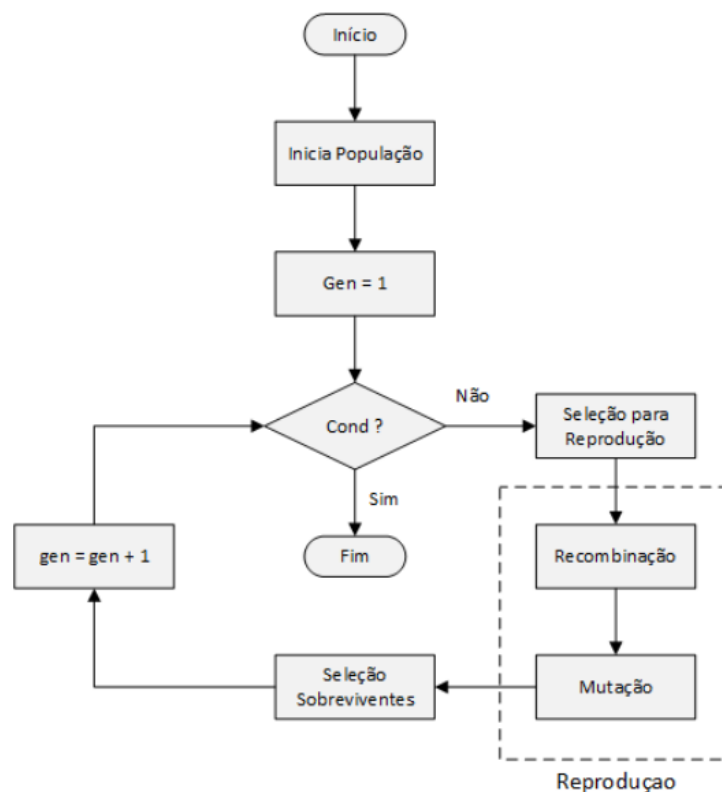 Início
Inicia População
Gen = 1
Cond ?
Não
Seleção para
Reprodução
Sim
Fim
Recombinação
gen = gen + 1
Seleção
Sobreviventes
Mutação
Reproduçao